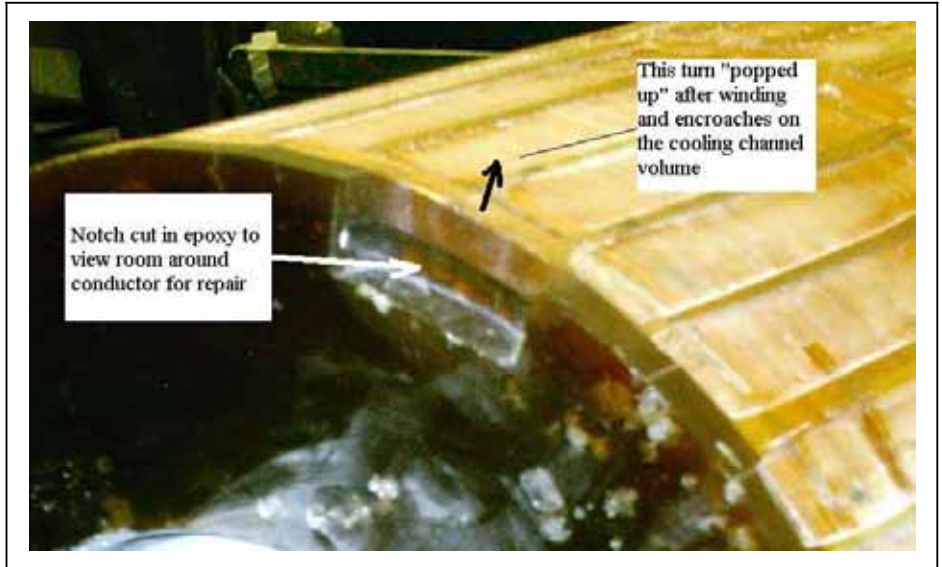 This turn "popped
up" after winding
and encroaches on
the cooling channel
volume
Notch cut in epoxy to
view room around
conductor for repair